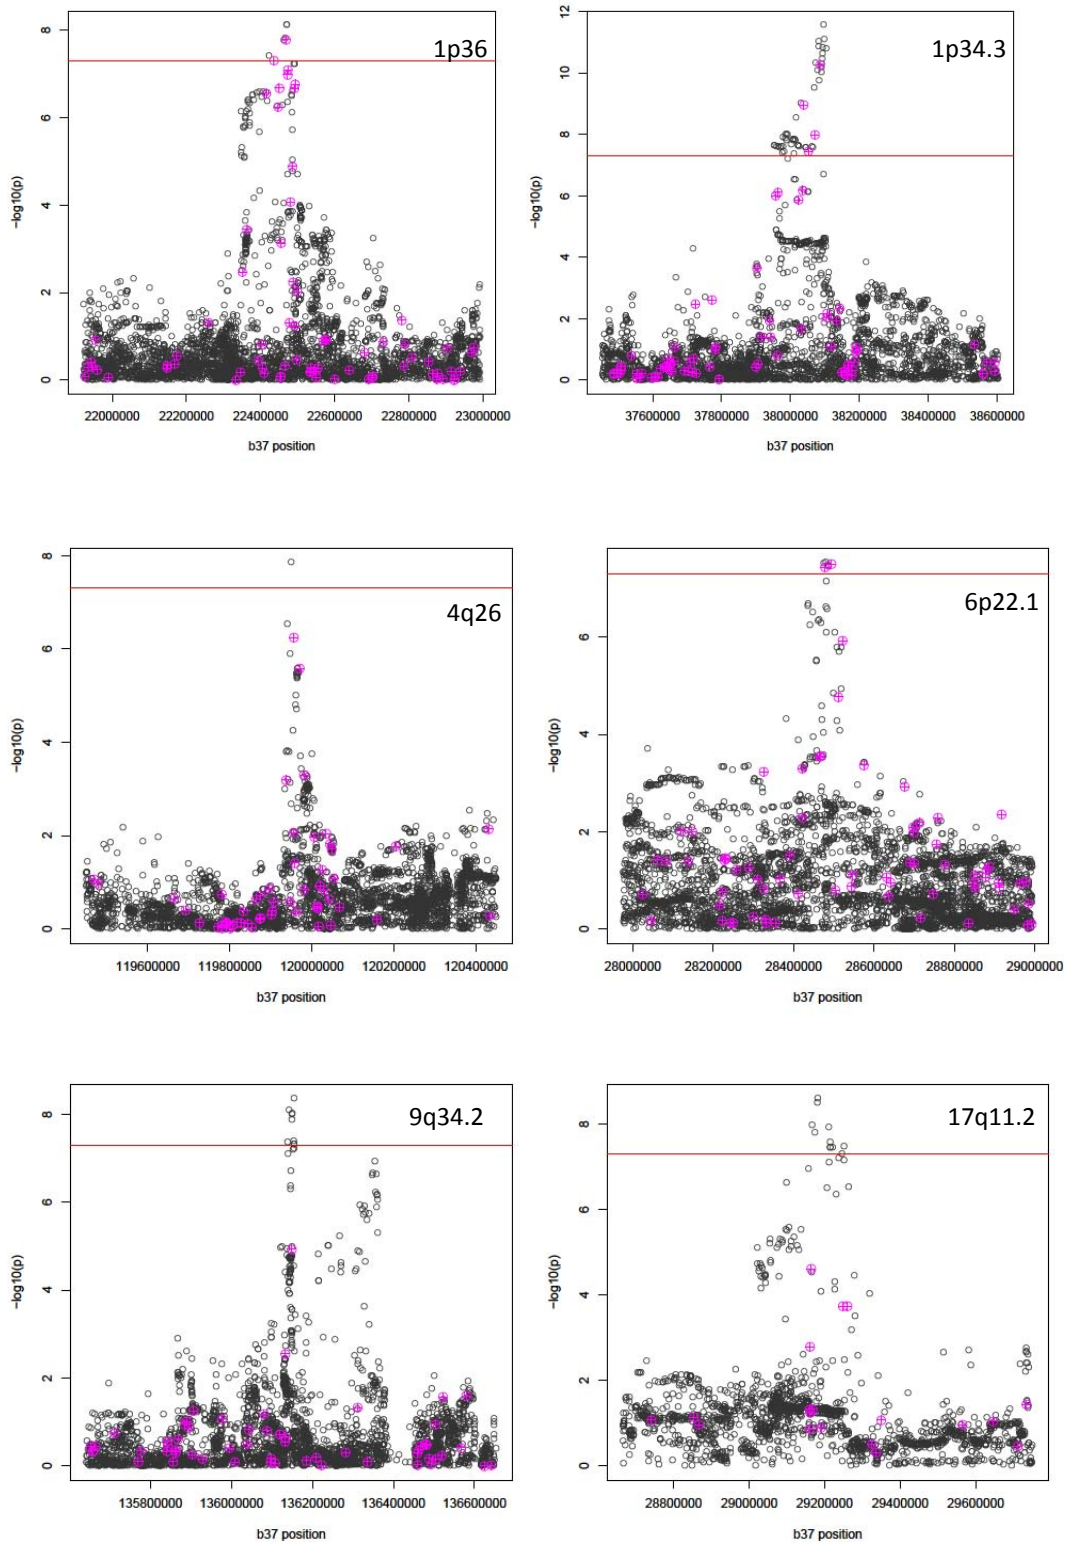 1p36
−log10(p)
0 2 4 6 8
22000000 22200000 22400000 22600000 22800000 23000000
b37 position
1p34.3
−log10(p)
0 2 4 6 8 10 12
37600000 37800000 38000000 38200000 38400000 38600000
b37 position
4q26
−log10(p)
0 2 4 6 8
119600000 119800000 120000000 120200000 120400000
b37 position
6p22.1
−log10(p)
0 2 4 6
28000000 28200000 28400000 28600000 28800000 29000000
b37 position
9q34.2
−log10(p)
0 2 4 6 8
135800000 136000000 136200000 136400000 136600000
b37 position
17q11.2
−log10(p)
0 2 4 6 8
28800000 29000000 29200000 29400000 29600000
b37 position